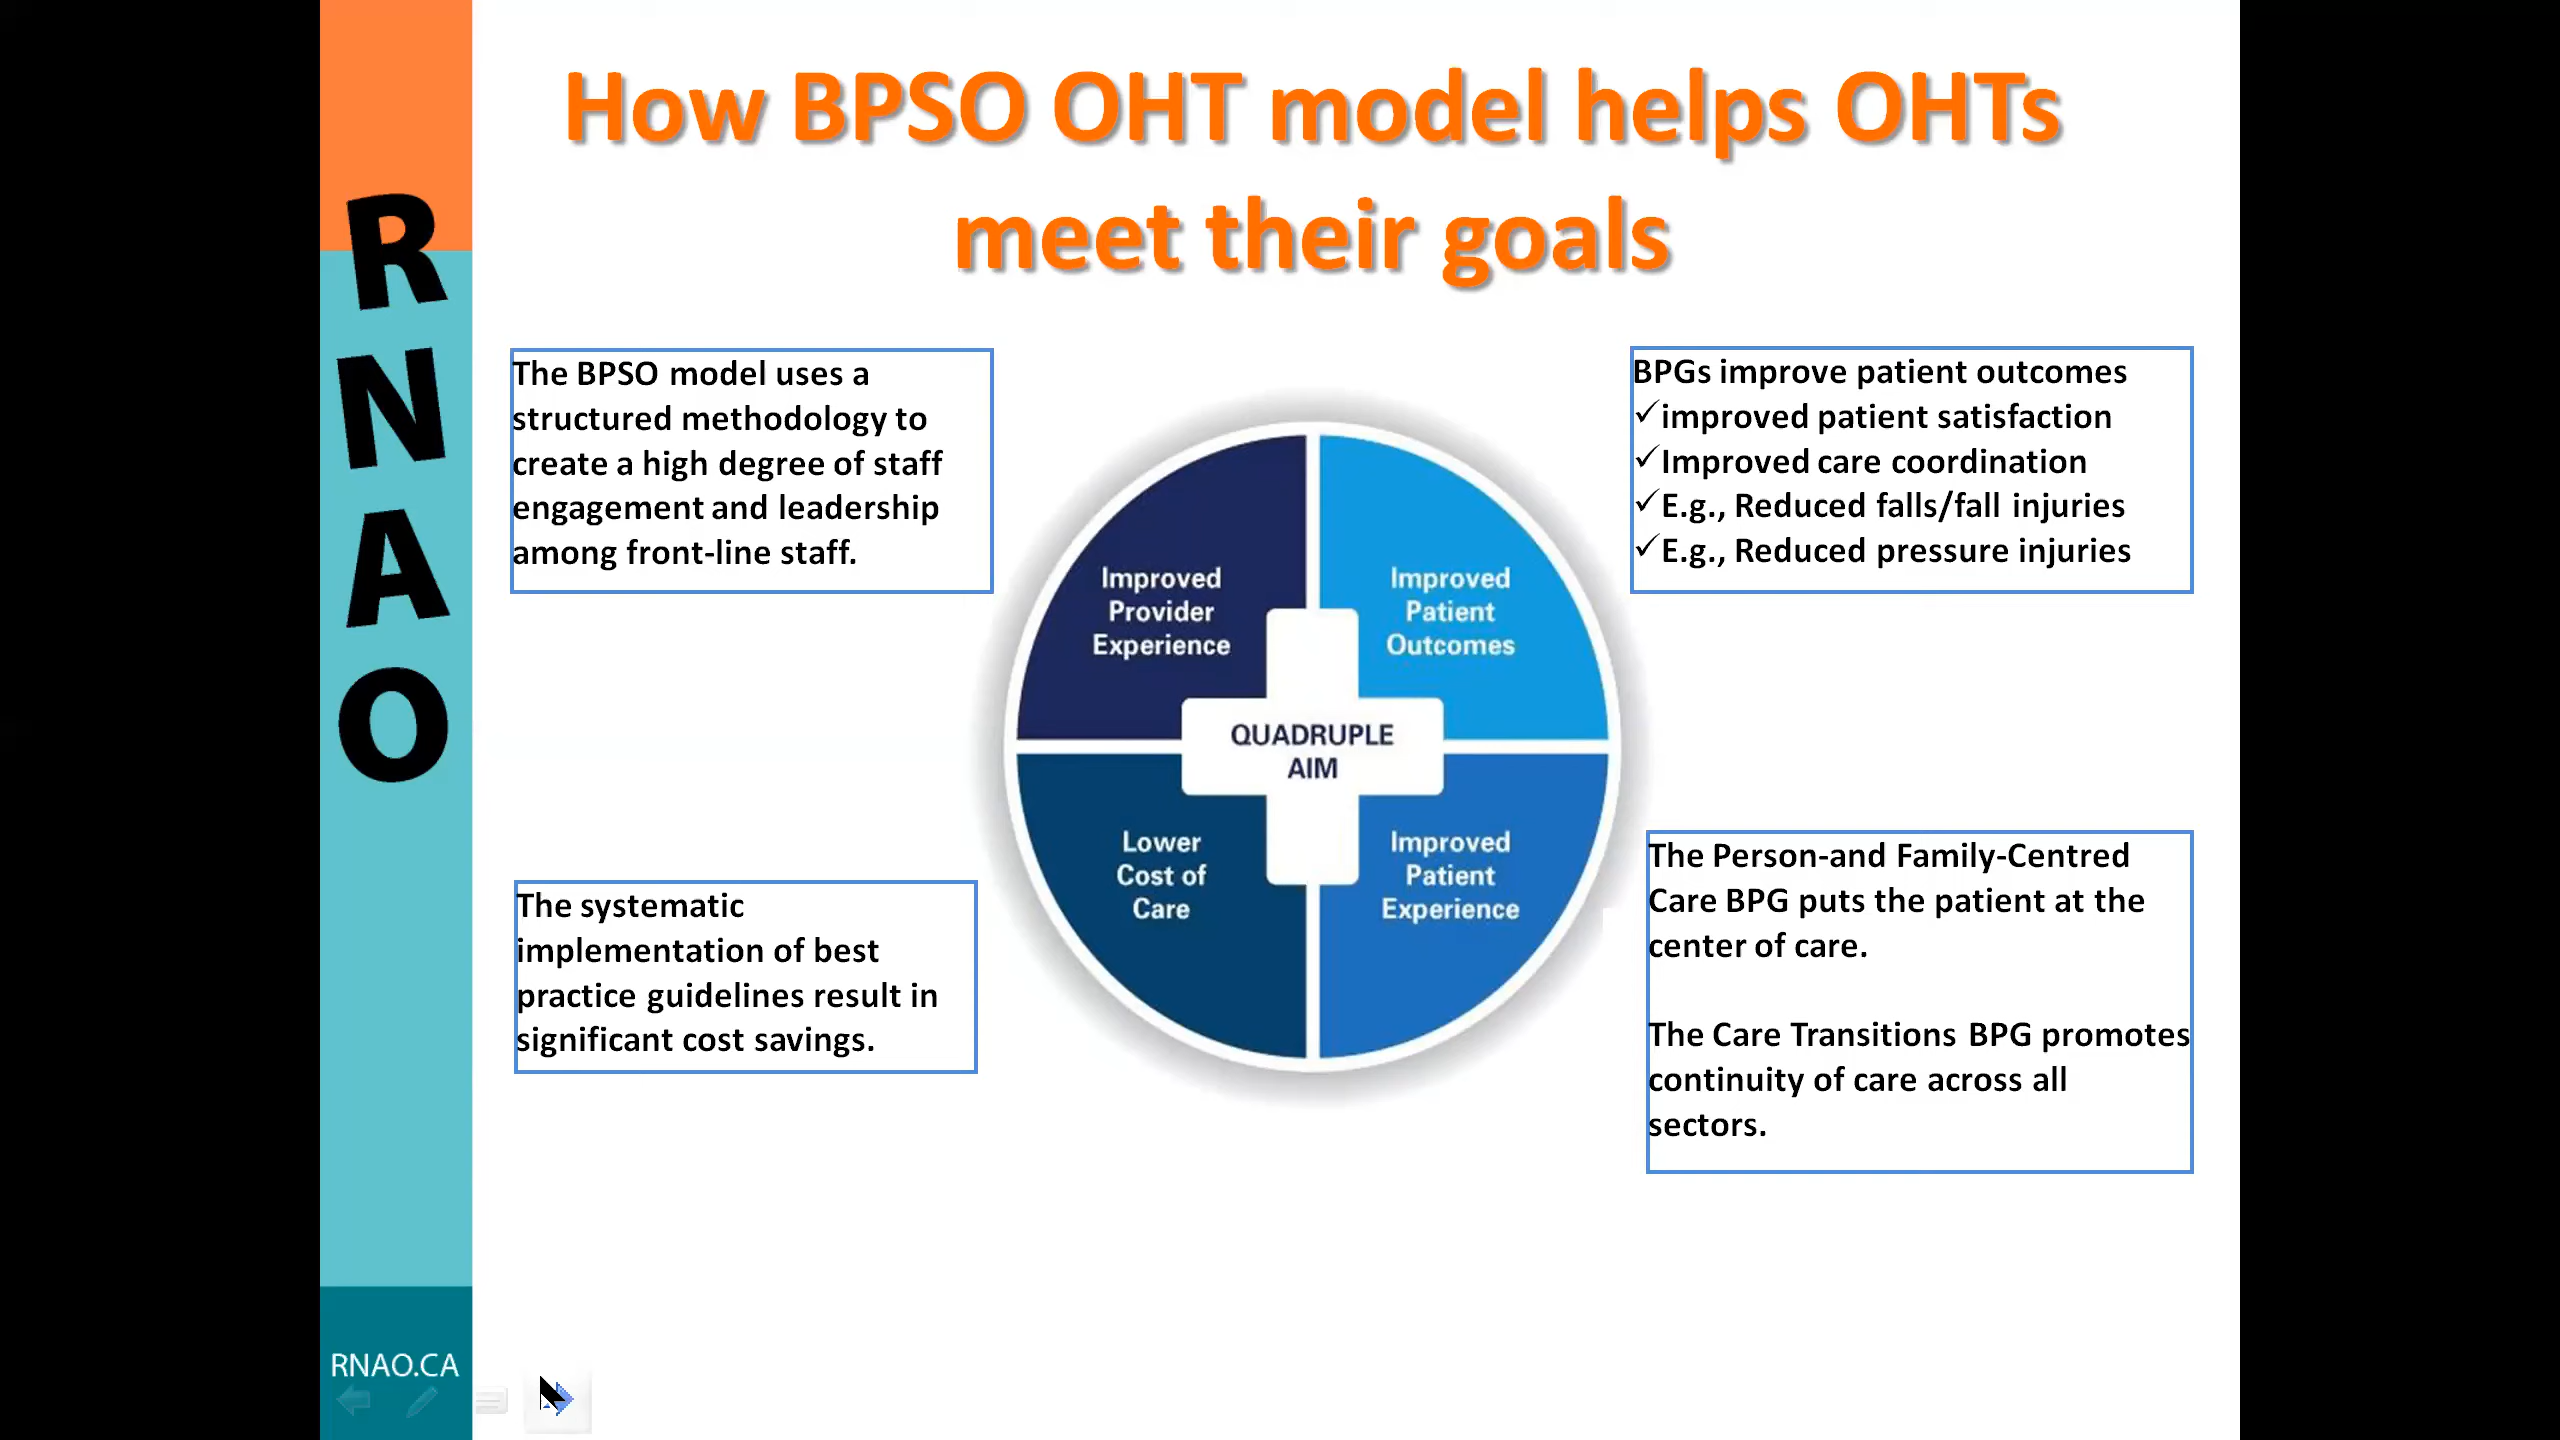 How BPSO OHT model helps OHTs
meet their goals
R
N
A
O
The BPSO model uses a
structured methodology to
create a high degree of staff
engagement and leadership
among front-line staff.
BPGs improve patient outcomes
✓improved patient satisfaction
✓Improved care coordination
✓E.g., Reduced falls/fall injuries
✓E.g., Reduced pressure injuries
Improved
Provider
Experience
Improved
Patient
Outcomes
QUADRUPLE
AIM
Lower
Cost of
Care
Improved
Patient
Experience
The systematic
implementation of best
practice guidelines result in
significant cost savings.
The Person-and Family-Centred
Care BPG puts the patient at the
center of care.
The Care Transitions BPG promotes
continuity of care across all
sectors.
RNAO.CA